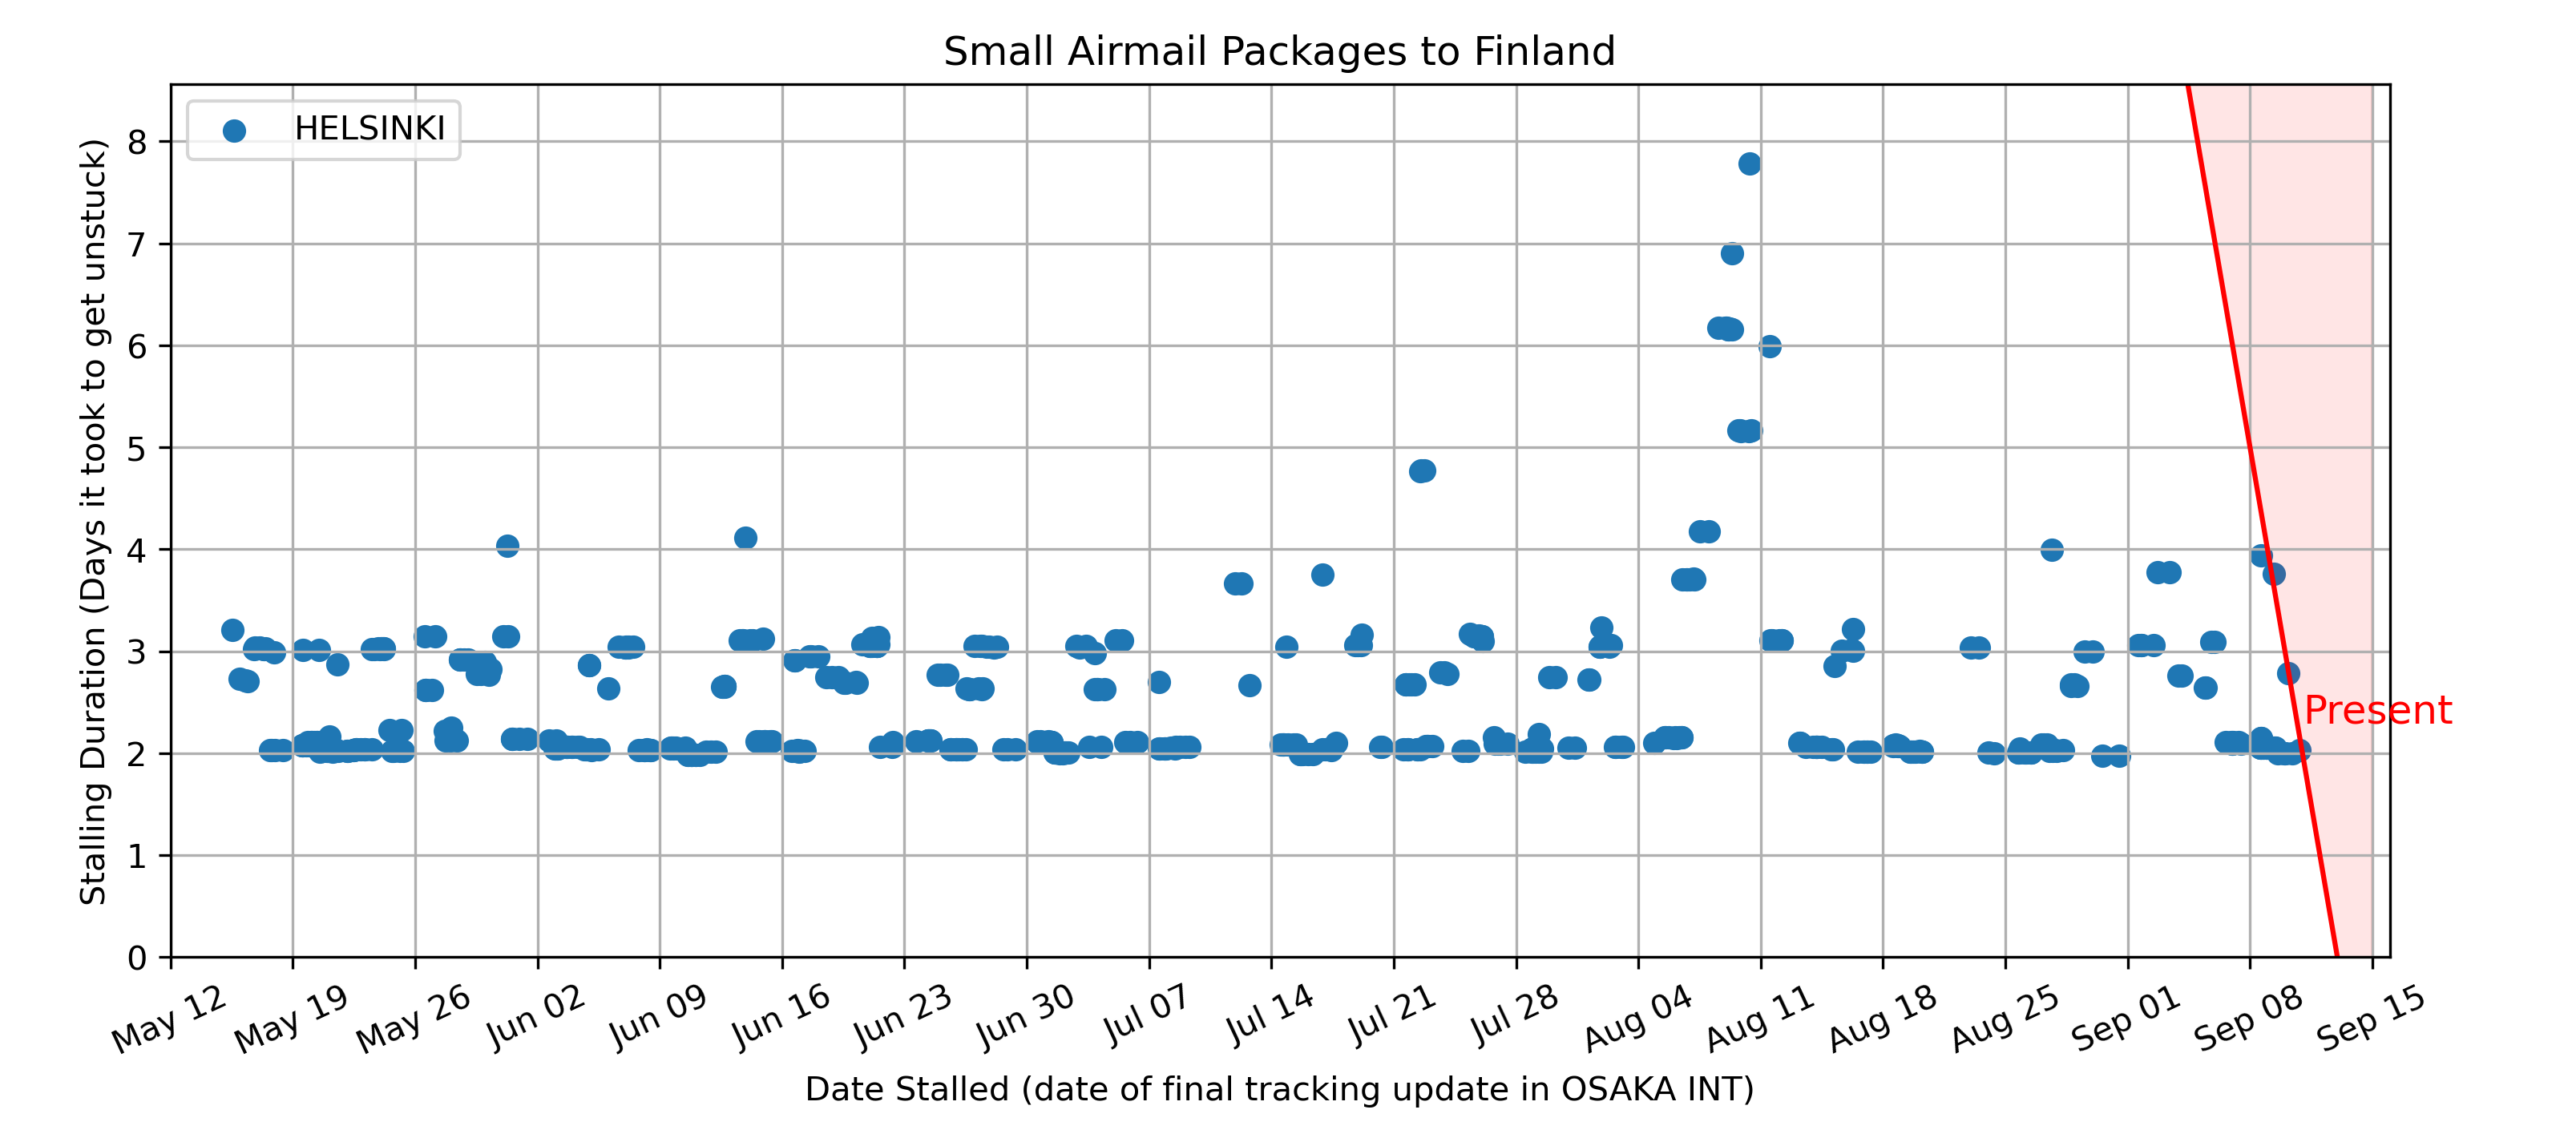 Small Airmail Packages to Finland
HELSINKI
Stalling Duration (Days it took to get unstuck)
8
7
6
5
4
3
2
1
0
Present
May 12
May 19
May 26
Jun 02
Jun 09
Jun 16
Jun 23
Jun 30
Jul 07
Jul 14
Jul 21
Jul 28
Aug 04
Aug 11
Aug 18
Aug 25
Sep 01
Sep 08
Sep 15
Date Stalled (date of final tracking update in OSAKA INT)